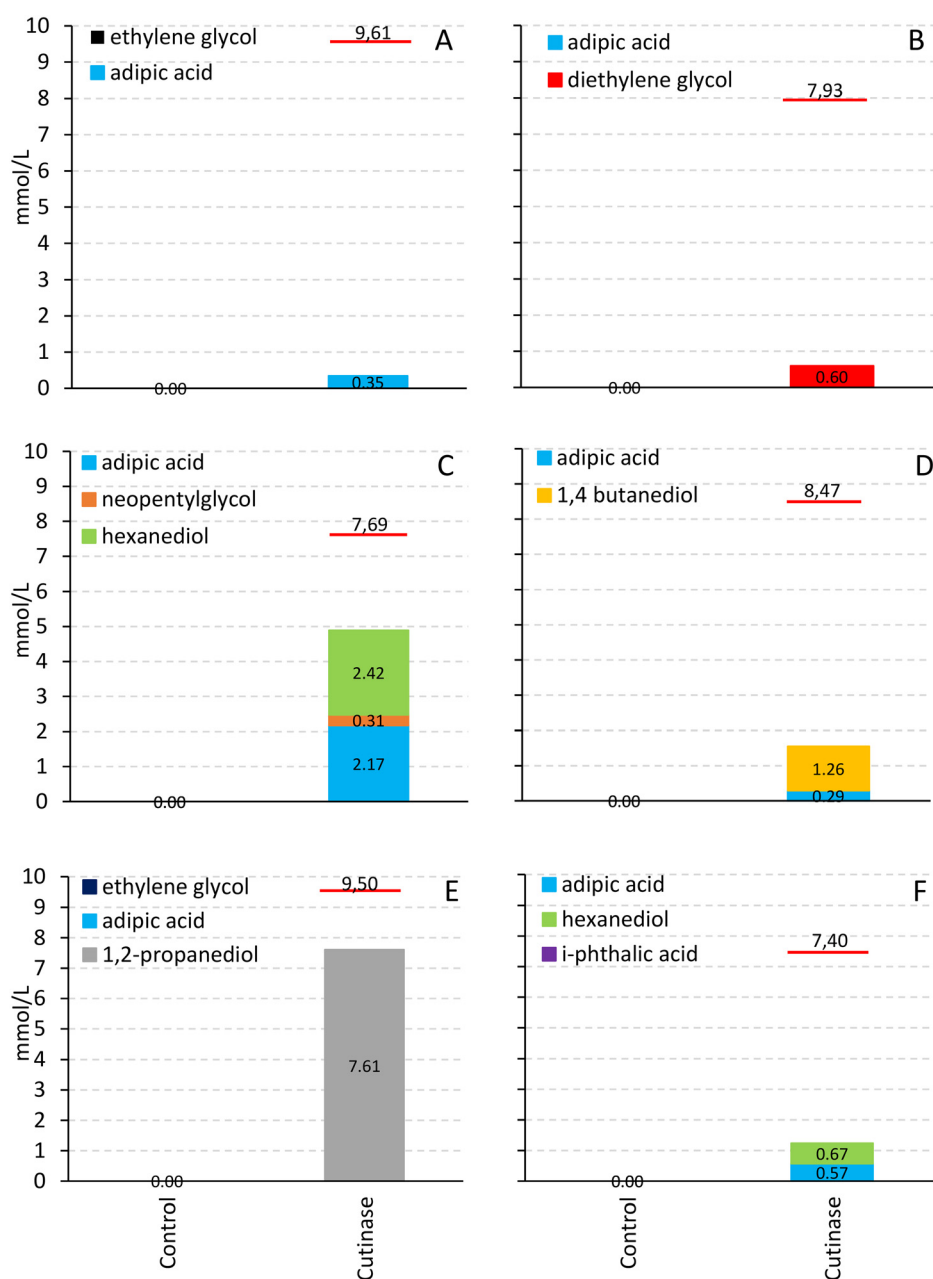 A
ethylene glycol
adipic acid
9,61
10
9
8
7
6
5
4
3
2
1
0
mmol/L
0.00
0.35
B
adipic acid
diethylene glycol
7,93
0.00
0.60
C
adipic acid
neopentylglycol
hexanediol
7,69
10
9
8
7
6
5
4
3
2
1
0
mmol/L
2.42
0.31
2.17
0.00
D
adipic acid
1,4 butanediol
8,47
1.26
0.29
0.00
E
ethylene glycol
adipic acid
1,2-propanediol
9,50
10
9
8
7
6
5
4
3
2
1
0
mmol/L
7.61
0.00
Control
Cutinase
F
adipic acid
hexanediol
i-phthalic acid
7,40
0.67
0.57
0.00
Control
Cutinase